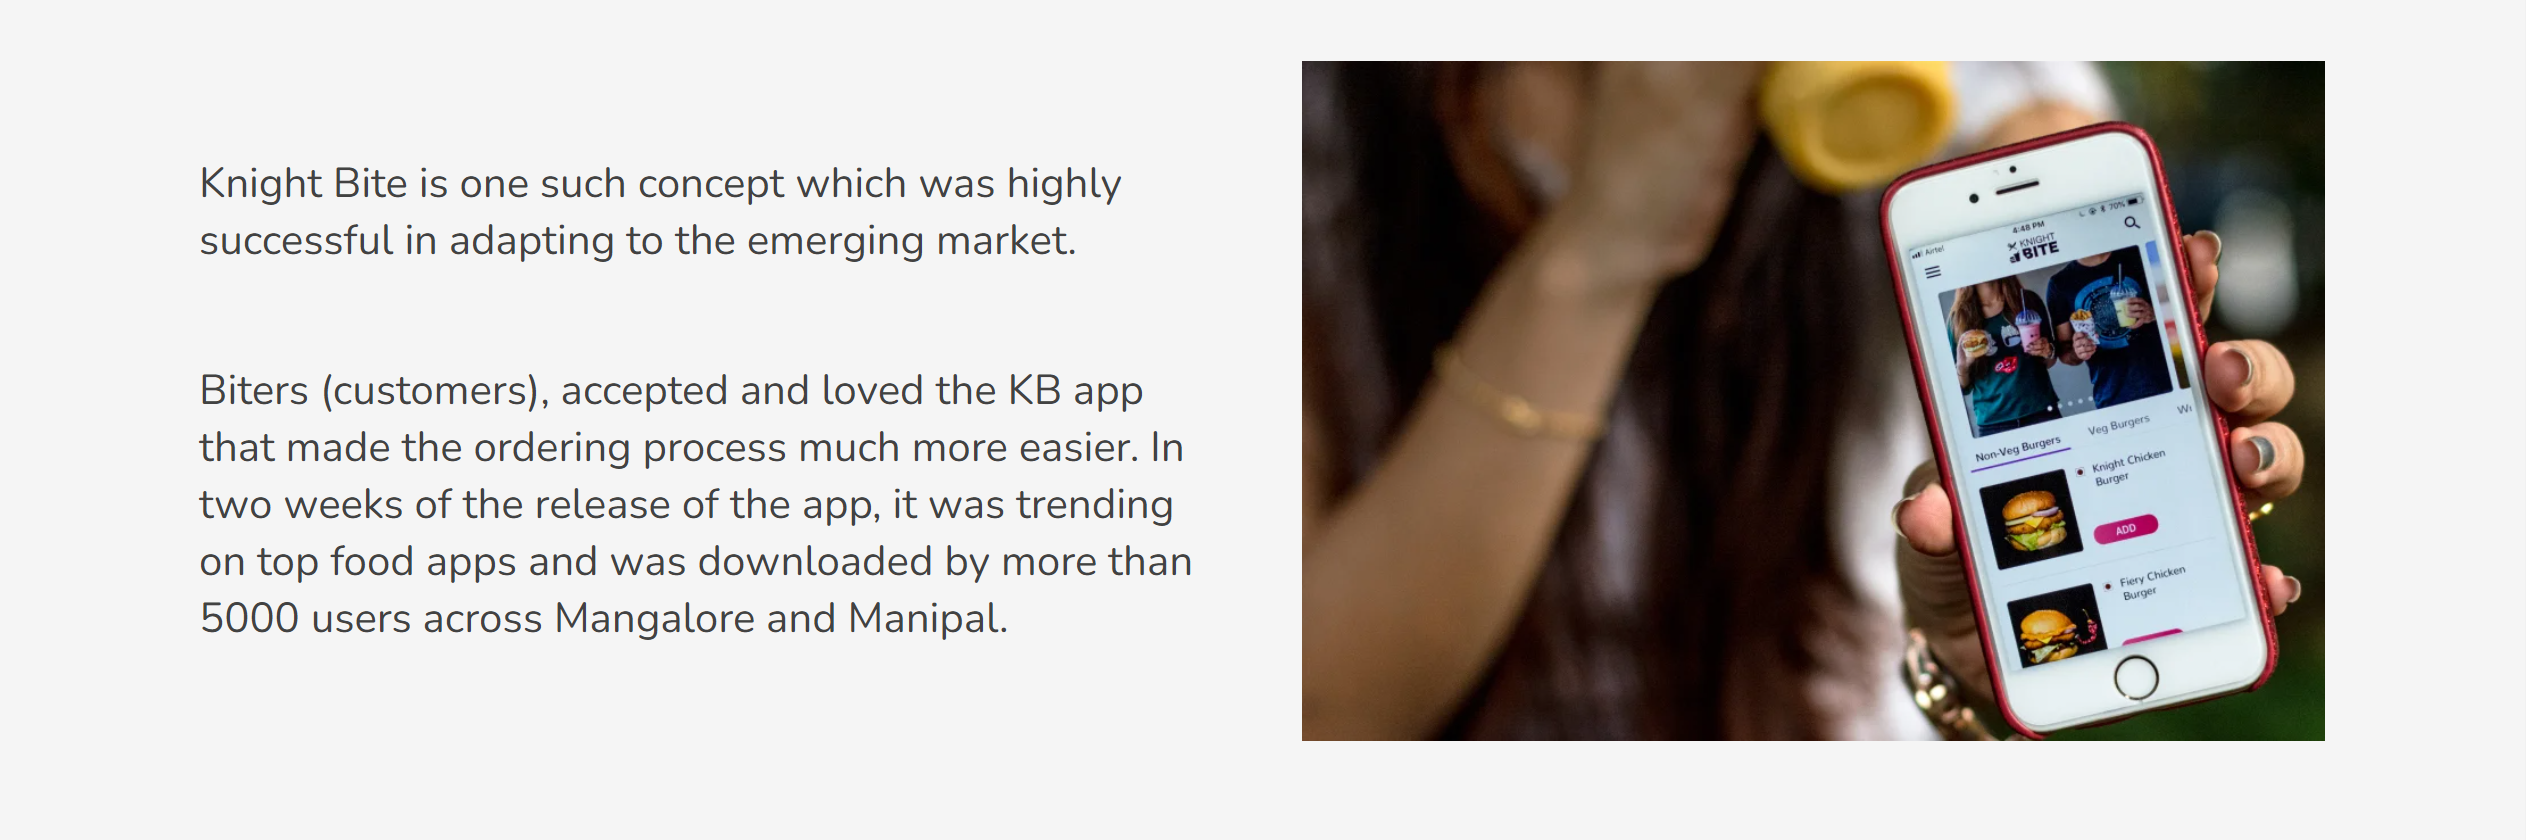 Knight Bite is one such concept which was highly
successful in adapting to the emerging market.
Biters (customers), accepted and loved the KB app
that made the ordering process much more easier. In
two weeks of the release of the app, it was trending
on top food apps and was downloaded by more than
5000 users across Mangalore and Manipal.
Airtel
4:48 PM
70%
KNIGHT
BITE
Non-Veg Burgers
Veg Burgers
Knight Chicken
Burger
ADD
Fiery Chicken
Burger